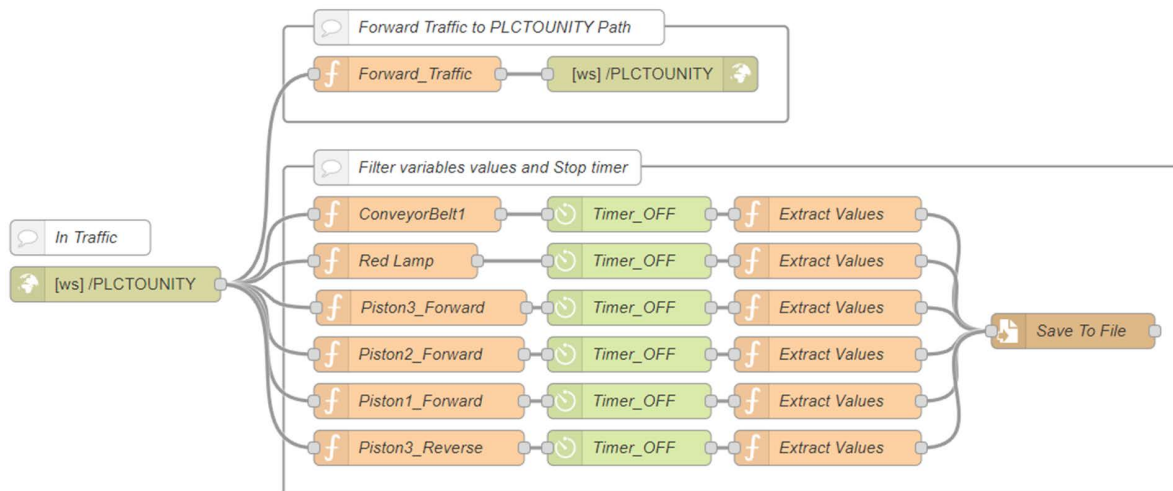 Forward Traffic to PLCTOUNITY Path
Forward_Traffic
[ws] /PLCTOUNITY
Filter variables values and Stop timer
In Traffic
[ws] /PLCTOUNITY
ConveyorBelt1 Timer_OFF Extract Values
Red Lamp Timer_OFF Extract Values
Piston3_Forward Timer_OFF Extract Values
Piston2_Forward Timer_OFF Extract Values
Piston1_Forward Timer_OFF Extract Values
Piston3_Reverse Timer_OFF Extract Values
Save To File